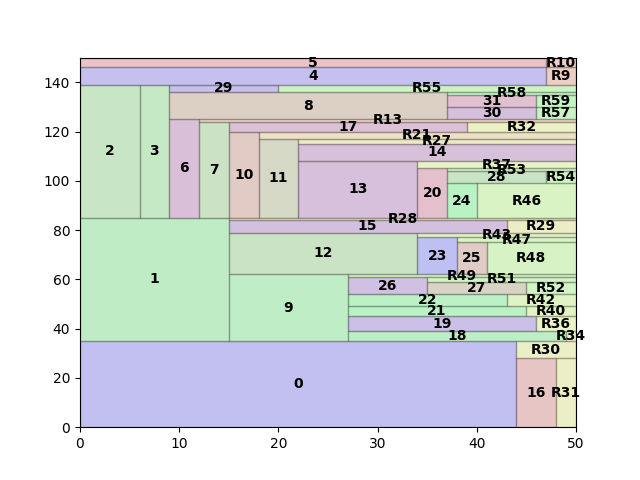 5 R10
4 R9
140
29 R55
R58
31 R59
8
30 R57
R13
120
17 R32
R21
R27
2 3 14
R37
6 7 R53
10 11 28 R54
100
13 20
24 R46
80
R28
15 R29
R43
R47
12 23 25 R48
60
1 R49 R51
26 27 R52
22 R42
9 21 R40
40
19 R36
18 R34
R30
20
0 16 R31
0
0 10 20 30 40 50